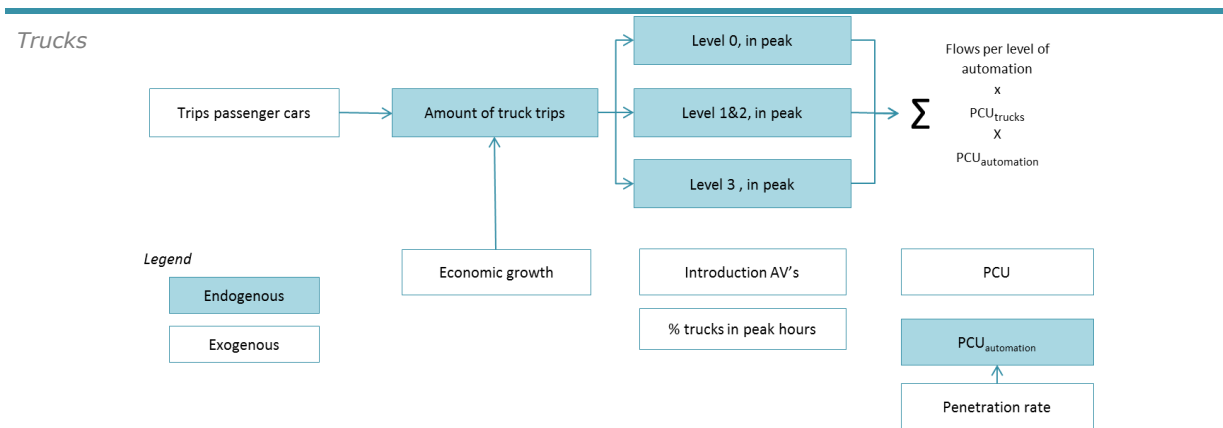 Trucks
Level 0, in peak
Flows per level of
automation
x
Trips passenger cars
Amount of truck trips
Level 1&2, in peak
Σ
PCUtrucks
X
PCUautomation
Level 3 , in peak
Legend
Economic growth
Introduction AV’s
PCU
Endogenous
% trucks in peak hours
Exogenous
PCUautomation
Penetration rate